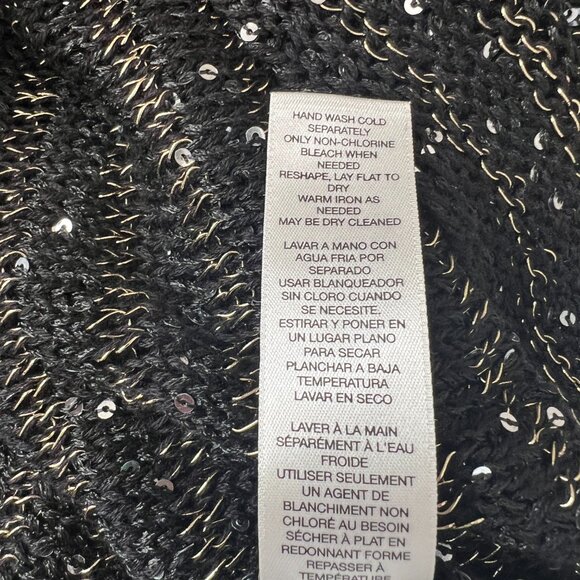 HAND WASH COLD
SEPARATELY
ONLY NON-CHLORINE
BLEACH WHEN
NEEDED
RESHAPE, LAY FLAT TO
DRY
WARM IRON AS
NEEDED
MAY BE DRY CLEANED
LAVAR A MANO CON
AGUA FRIA POR
SEPARADO
USAR BLANQUEADOR
SIN CLORO CUANDO
SE NECESITE.
ESTIRAR Y PONER EN
UN LUGAR PLANO
PARA SECAR
PLANCHAR A BAJA
TEMPERATURA
LAVAR EN SECO
LAVER À LA MAIN
SÉPARÉMENT À L'EAU
FROIDE
UTILISER SEULEMENT
UN AGENT DE
BLANCHIMENT NON
CHLORÉ AU BESOIN
SÉCHER À PLAT EN
REDONNANT FORME
REPASSER À
TEMPÉRATURE